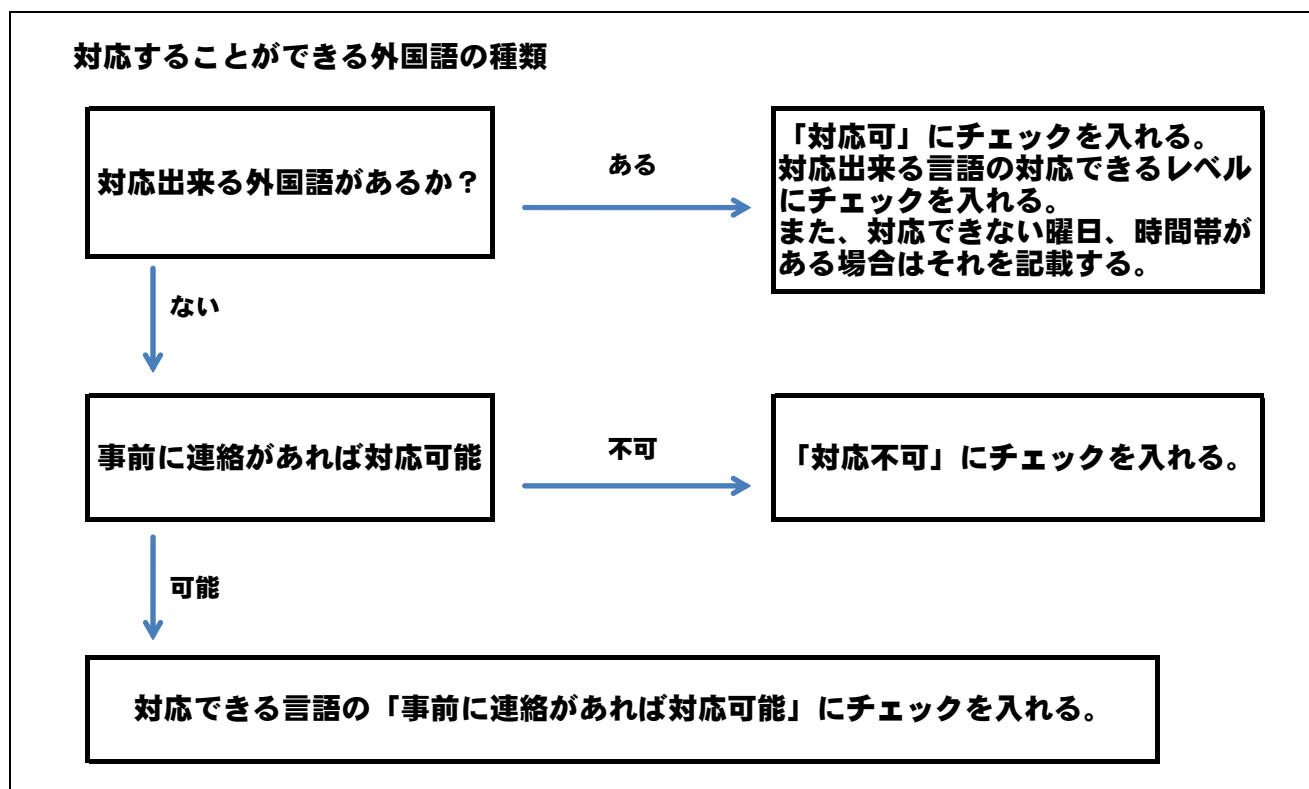 対応することができる外国語の種類
対応出来る外国語があるか？
ある
「対応可」にチェックを入れる。
対応出来る言語の対応できるレベル
にチェックを入れる。
また、対応できない曜日、時間帯が
ある場合はそれを記載する。
ない
事前に連絡があれば対応可能
不可
「対応不可」にチェックを入れる。
可能
対応できる言語の「事前に連絡があれば対応可能」にチェックを入れる。